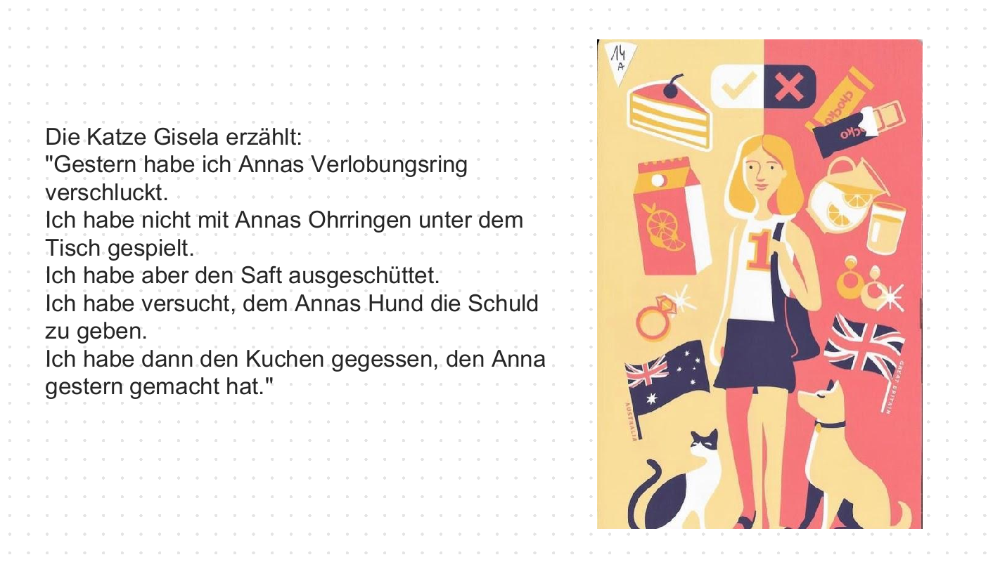 Die Katze Gisela erzählt:
"Gestern habe ich Annas Verlobungsring
verschluckt.
Ich habe nicht mit Annas Ohrringen unter dem
Tisch gespielt.
Ich habe aber den Saft ausgeschüttet.
Ich habe versucht, dem Annas Hund die Schuld
zu geben.
Ich habe dann den Kuchen gegessen, den Anna
gestern gemacht hat."
14
A
1
AUSTRALIA
GREAT BRITAIN